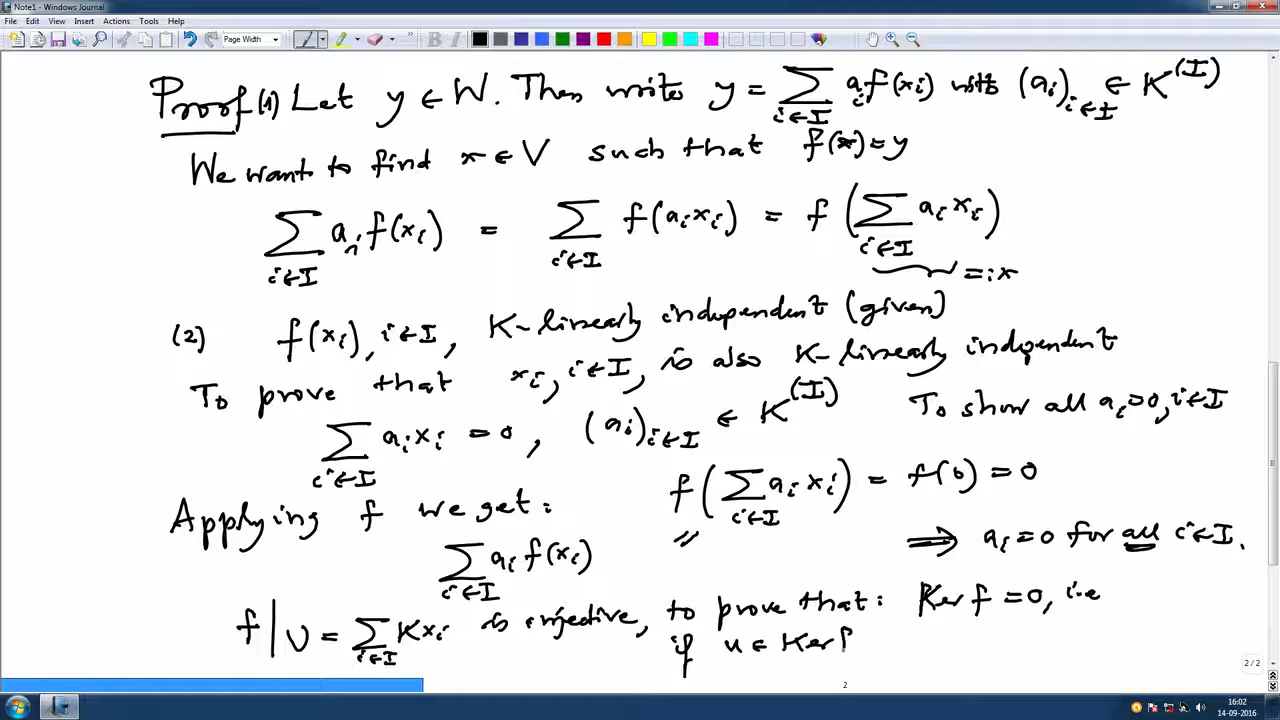 Note1 - Windows Journal
File Edit View Insert Actions Tools Help
Page Width
Proof (1) Let y ∈ W. Then write y = ∑_{i∈I} a_i f(x_i) with (a_i)_{i∈I} ∈ K^{(I)}
We want to find x ∈ V such that f(x) = y
∑_{i∈I} a_i f(x_i) = ∑_{i∈I} f(a_i x_i) = f(∑_{i∈I} a_i x_i)
=: x
(2) f(x_i), i∈I, K-linearly independent (given)
To prove that x_i, i∈I, is also K-linearly independent
∑_{i∈I} a_i x_i = 0, (a_i)_{i∈I} ∈ K^{(I)} To show all a_i = 0, i∈I
Applying f we get: f(∑_{i∈I} a_i x_i) = f(0) = 0
∑_{i∈I} a_i f(x_i) = ⟹ a_i = 0 for all i∈I.
f | U = ∑_{i∈I} K x_i is injective, to prove that: Ker f = 0, i.e
if u ∈ Ker f
2
2 / 2
16:02
14-09-2016